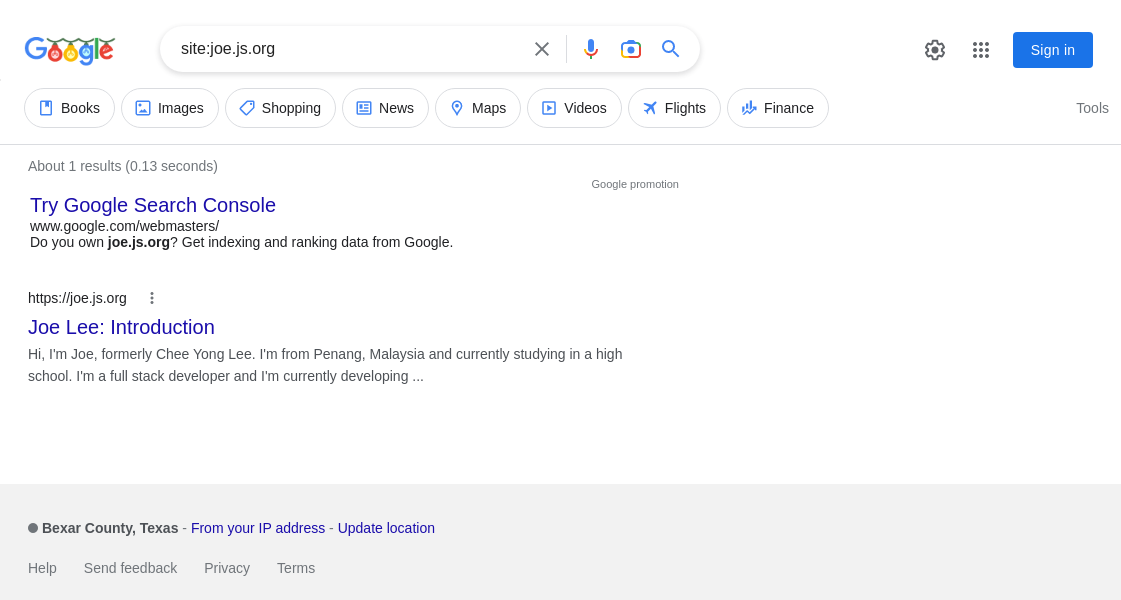 Google
site:joe.js.org
Sign in
Books
Images
Shopping
News
Maps
Videos
Flights
Finance
Tools
About 1 results (0.13 seconds)
Google promotion
Try Google Search Console
www.google.com/webmasters/
Do you own joe.js.org? Get indexing and ranking data from Google.
https://joe.js.org
Joe Lee: Introduction
Hi, I'm Joe, formerly Chee Yong Lee. I'm from Penang, Malaysia and currently studying in a high
school. I'm a full stack developer and I'm currently developing ...
Bexar County, Texas - From your IP address - Update location
Help
Send feedback
Privacy
Terms